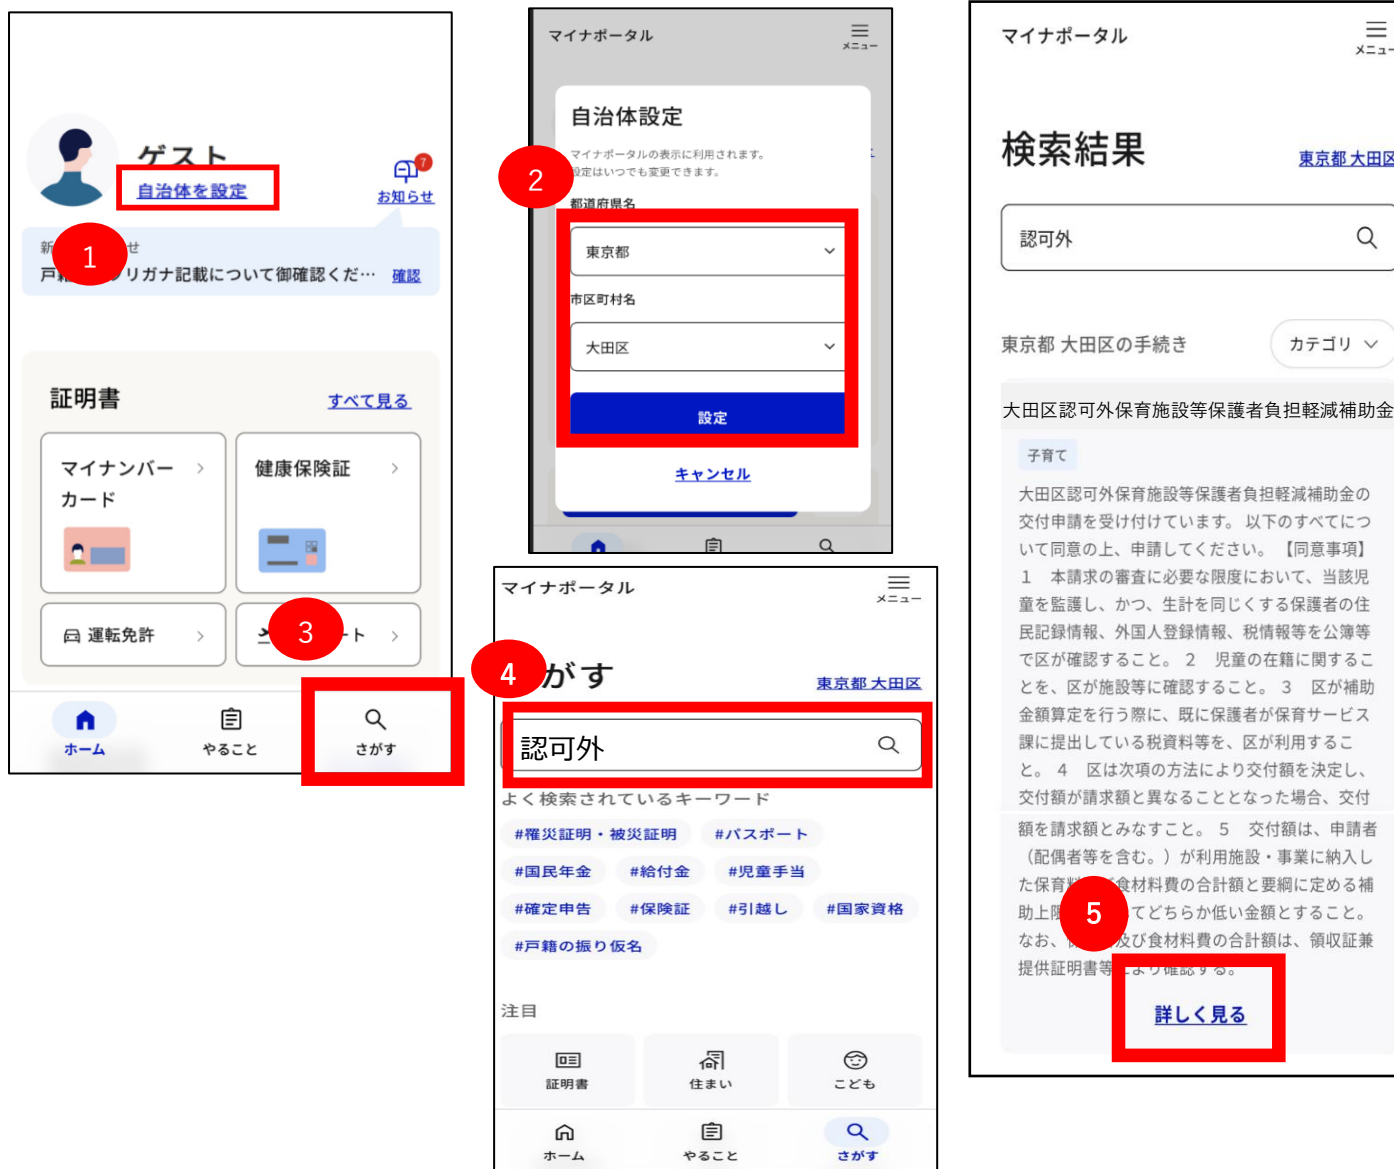 ゲスト
自治体を設定
7
お知らせ
1
新 せ
戸 リガナ記載について御確認くだ… 確認
証明書
すべて見る
マイナンバーカード
健康保険証
運転免許
3
ート
ホーム
やること
さがす
マイナポータル
メニュー
自治体設定
マイナポータルの表示に利用されます。
設定はいつでも変更できます。
2
都道府県名
東京都
市区町村名
大田区
設定
キャンセル
マイナポータル
メニュー
4
がす
東京都 大田区
認可外
よく検索されているキーワード
#罹災証明・被災証明 #パスポート
#国民年金 #給付金 #児童手当
#確定申告 #保険証 #引越し #国家資格
#戸籍の振り仮名
注目
証明書
住まい
こども
ホーム
やること
さがす
マイナポータル
メニュー
検索結果
東京都 大田区
認可外
東京都 大田区の手続き
カテゴリ
大田区認可外保育施設等保護者負担軽減補助金
子育て
大田区認可外保育施設等保護者負担軽減補助金の
交付申請を受け付けています。 以下のすべてにつ
いて同意の上、申請してください。 【同意事項】
1 本請求の審査に必要な限度において、当該児
童を監護し、かつ、生計を同じくする保護者の住
民記録情報、外国人登録情報、税情報等を公簿等
で区が確認すること。 2 児童の在籍に関するこ
とを、区が施設等に確認すること。 3 区が補助
金額算定を行う際に、既に保護者が保育サービス
課に提出している税資料等を、区が利用するこ
と。 4 区は次項の方法により交付額を決定し、
交付額が請求額と異なることとなった場合、交付
額を請求額とみなすこと。 5 交付額は、申請者
（配偶者等を含む。）が利用施設・事業に納入し
た保育 食材料費の合計額と要綱に定める補
助上限 てどちらか低い金額とすること。
5
なお、 及び食材料費の合計額は、領収証兼
提供証明書等により確認する。
詳しく見る